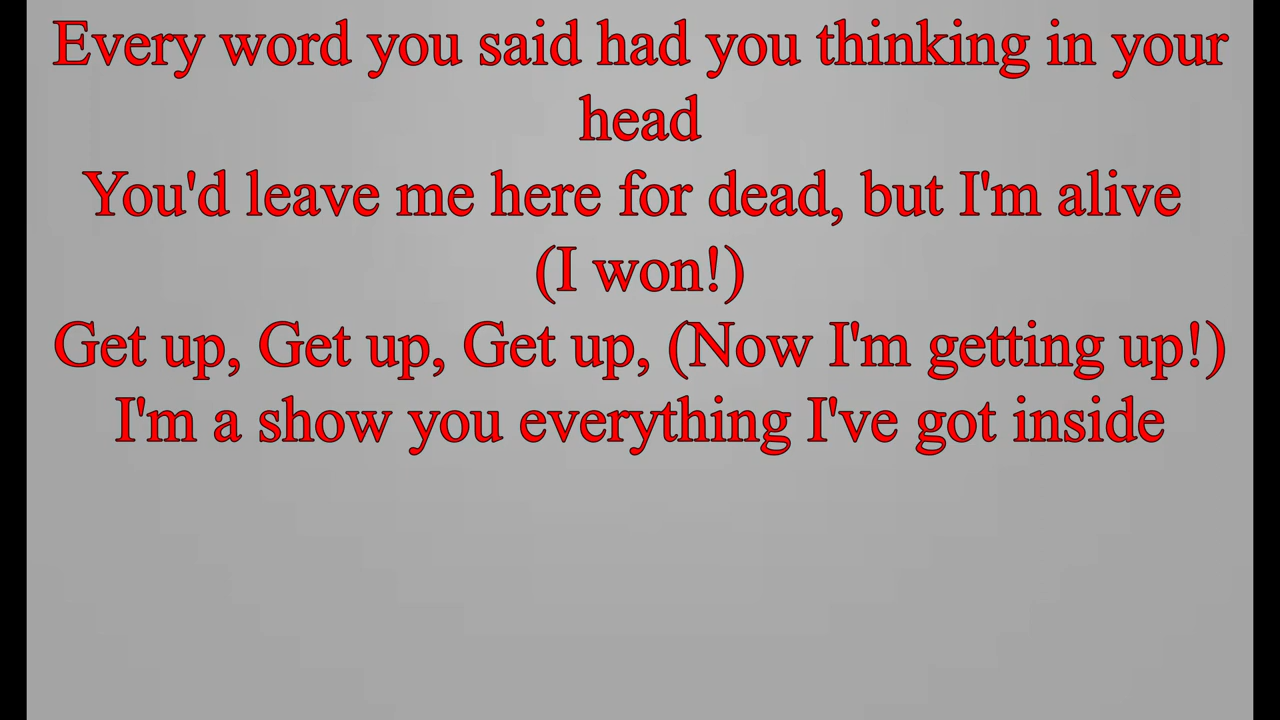 Every word you said had you thinking in your
head
You'd leave me here for dead, but I'm alive
(I won!)
Get up, Get up, Get up, (Now I'm getting up!)
I'm a show you everything I've got inside